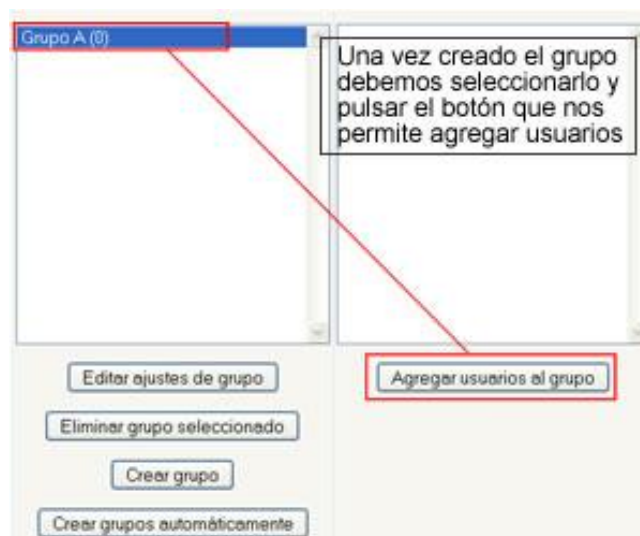 Grupo A (0)
Una vez creado el grupo
debemos seleccionarlo y
pulsar el botón que nos
permite agregar usuarios
Editar ajustes de grupo
Agregar usuarios al grupo
Eliminar grupo seleccionado
Crear grupo
Crear grupos automáticamente